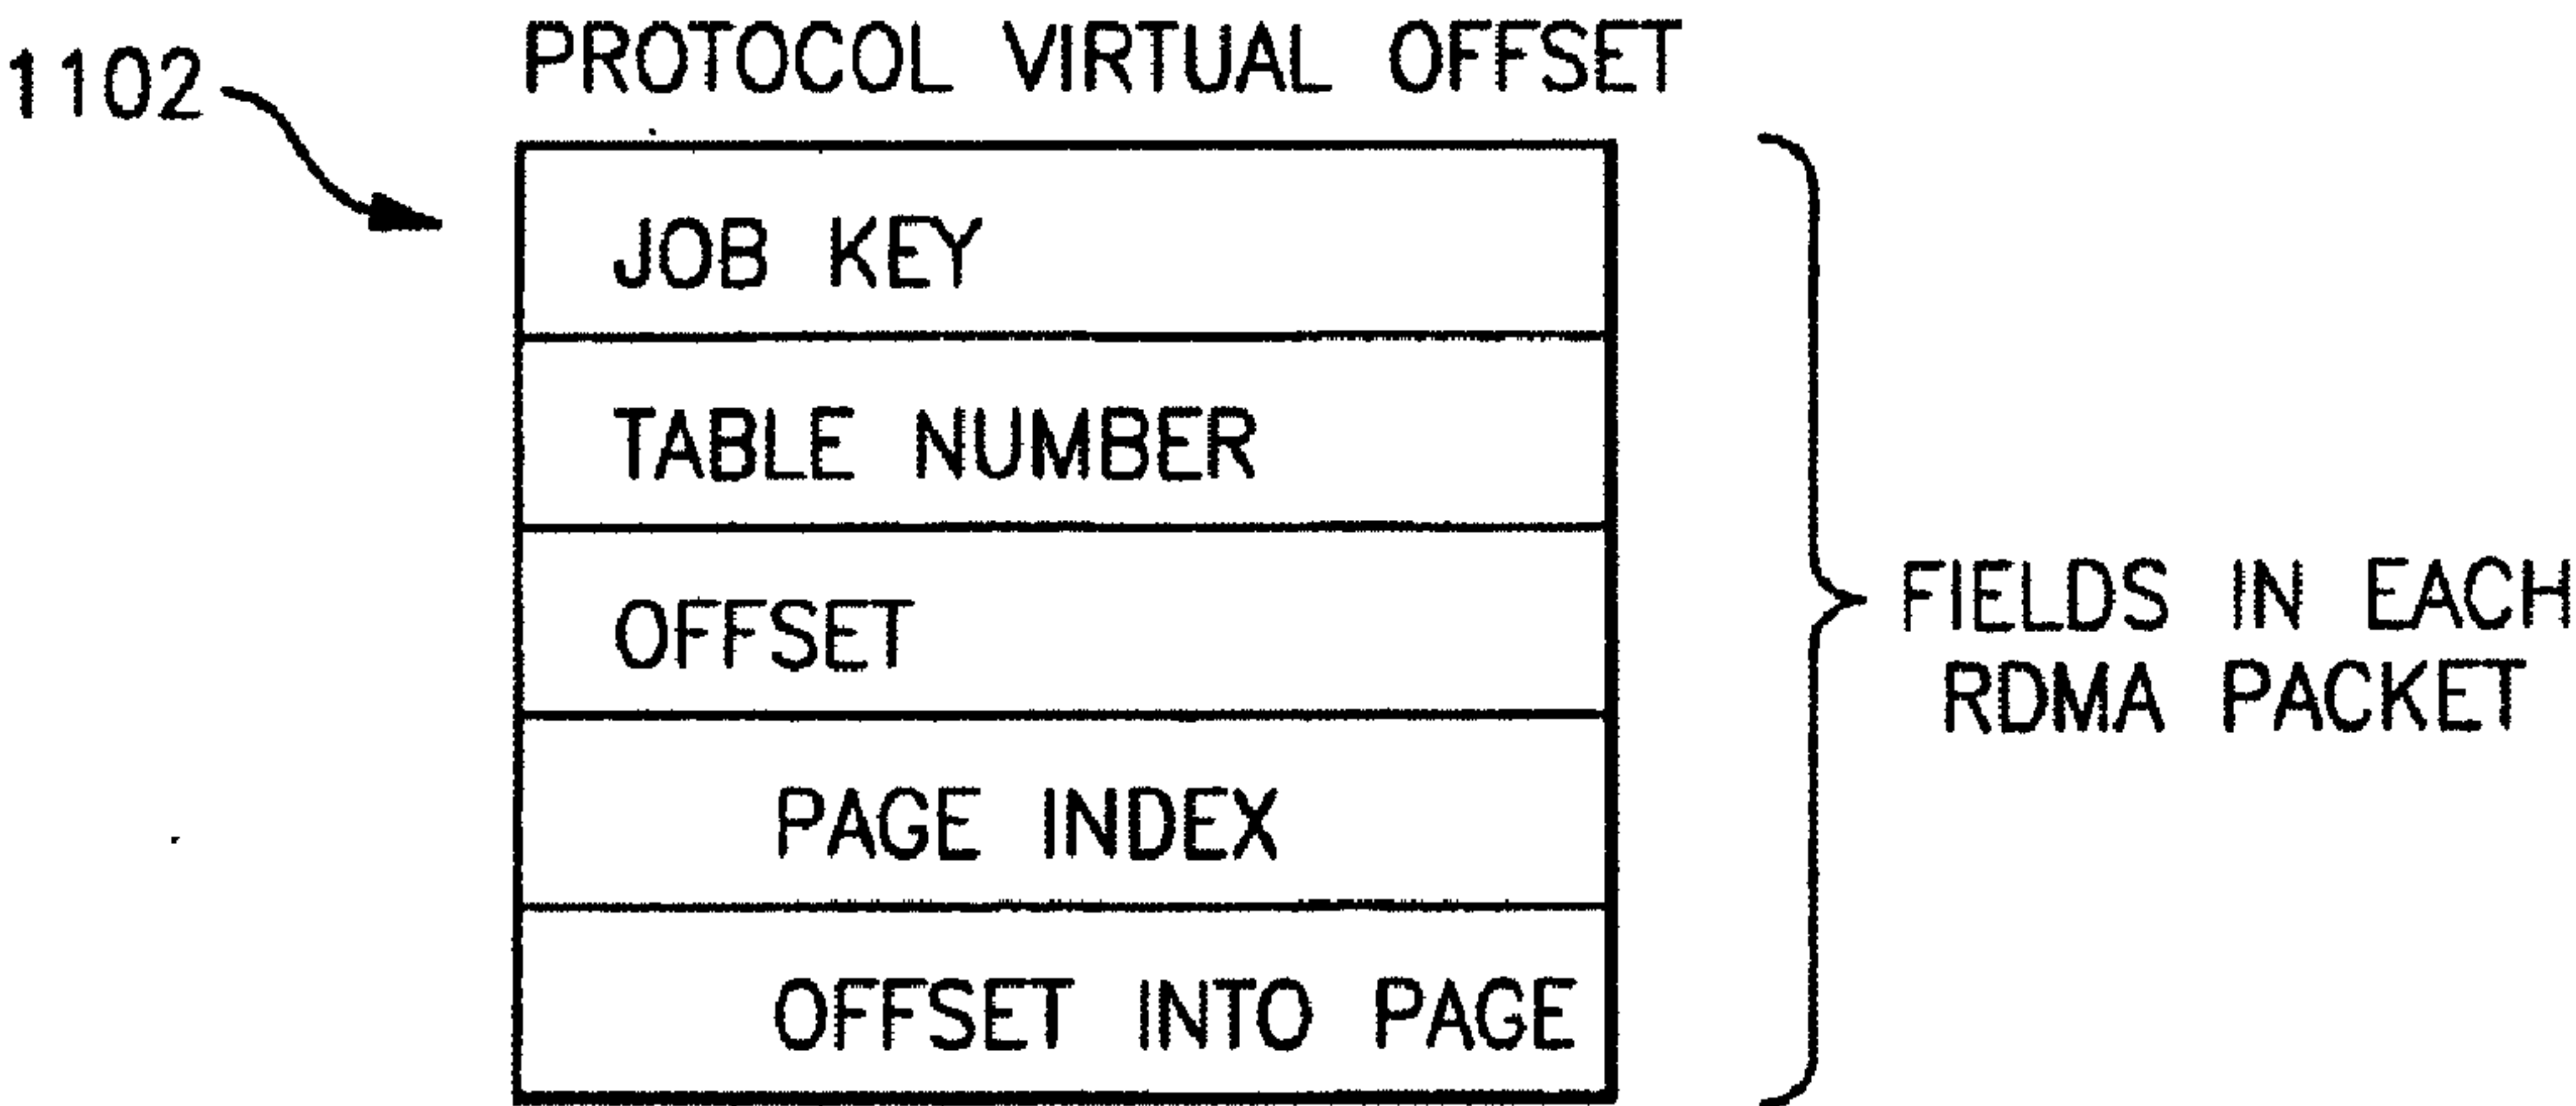 PROTOCOL VIRTUAL OFFSET
1102
JOB KEY
TABLE NUMBER
OFFSET
PAGE INDEX
OFFSET INTO PAGE
FIELDS IN EACH
RDMA PACKET